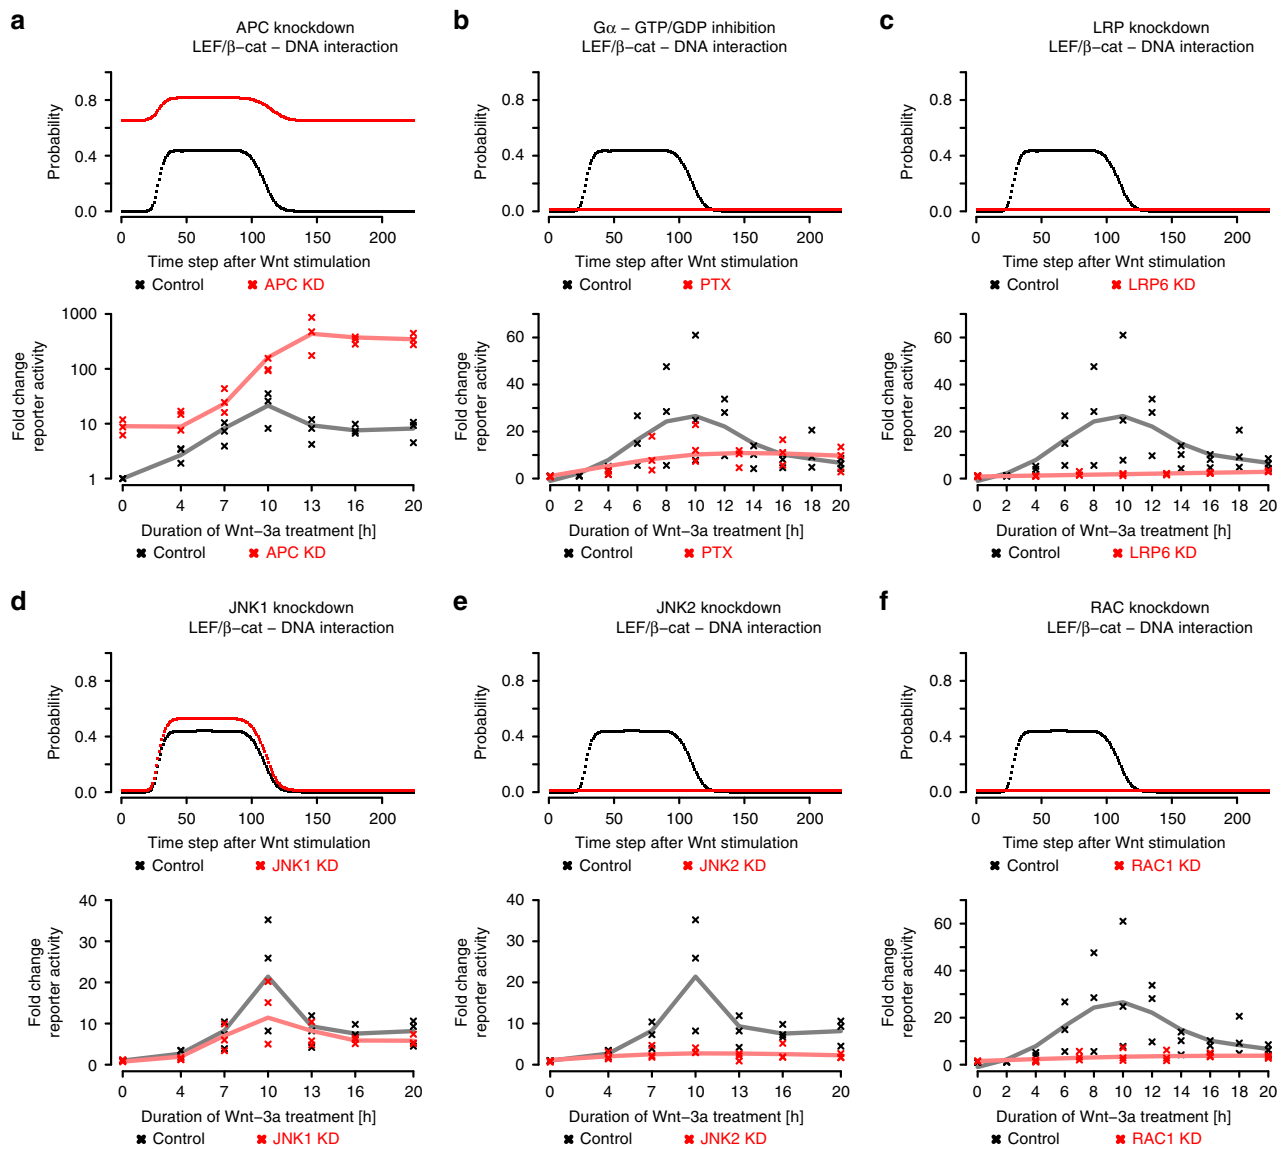 a
APC knockdown
LEF/β−cat − DNA interaction
Probability
0.8
0.4
0.0
0 50 100 150 200
Time step after Wnt stimulation
Control APC KD
Fold change
reporter activity
1000
100
10
1
0 4 7 10 13 16 20
Duration of Wnt−3a treatment [h]
Control APC KD
b
Gα − GTP/GDP inhibition
LEF/β−cat − DNA interaction
Probability
0.8
0.4
0.0
0 50 100 150 200
Time step after Wnt stimulation
Control PTX
Fold change
reporter activity
60
40
20
0
0 2 4 6 8 10 12 14 16 18 20
Duration of Wnt−3a treatment [h]
Control PTX
c
LRP knockdown
LEF/β−cat − DNA interaction
Probability
0.8
0.4
0.0
0 50 100 150 200
Time step after Wnt stimulation
Control LRP6 KD
Fold change
reporter activity
60
40
20
0
0 2 4 6 8 10 12 14 16 18 20
Duration of Wnt−3a treatment [h]
Control LRP6 KD
d
JNK1 knockdown
LEF/β−cat − DNA interaction
Probability
0.8
0.4
0.0
0 50 100 150 200
Time step after Wnt stimulation
Control JNK1 KD
Fold change
reporter activity
40
30
20
10
0
0 4 7 10 13 16 20
Duration of Wnt−3a treatment [h]
Control JNK1 KD
e
JNK2 knockdown
LEF/β−cat − DNA interaction
Probability
0.8
0.4
0.0
0 50 100 150 200
Time step after Wnt stimulation
Control JNK2 KD
Fold change
reporter activity
40
30
20
10
0
0 4 7 10 13 16 20
Duration of Wnt−3a treatment [h]
Control JNK2 KD
f
RAC knockdown
LEF/β−cat − DNA interaction
Probability
0.8
0.4
0.0
0 50 100 150 200
Time step after Wnt stimulation
Control RAC1 KD
Fold change
reporter activity
60
40
20
0
0 2 4 6 8 10 12 14 16 18 20
Duration of Wnt−3a treatment [h]
Control RAC1 KD